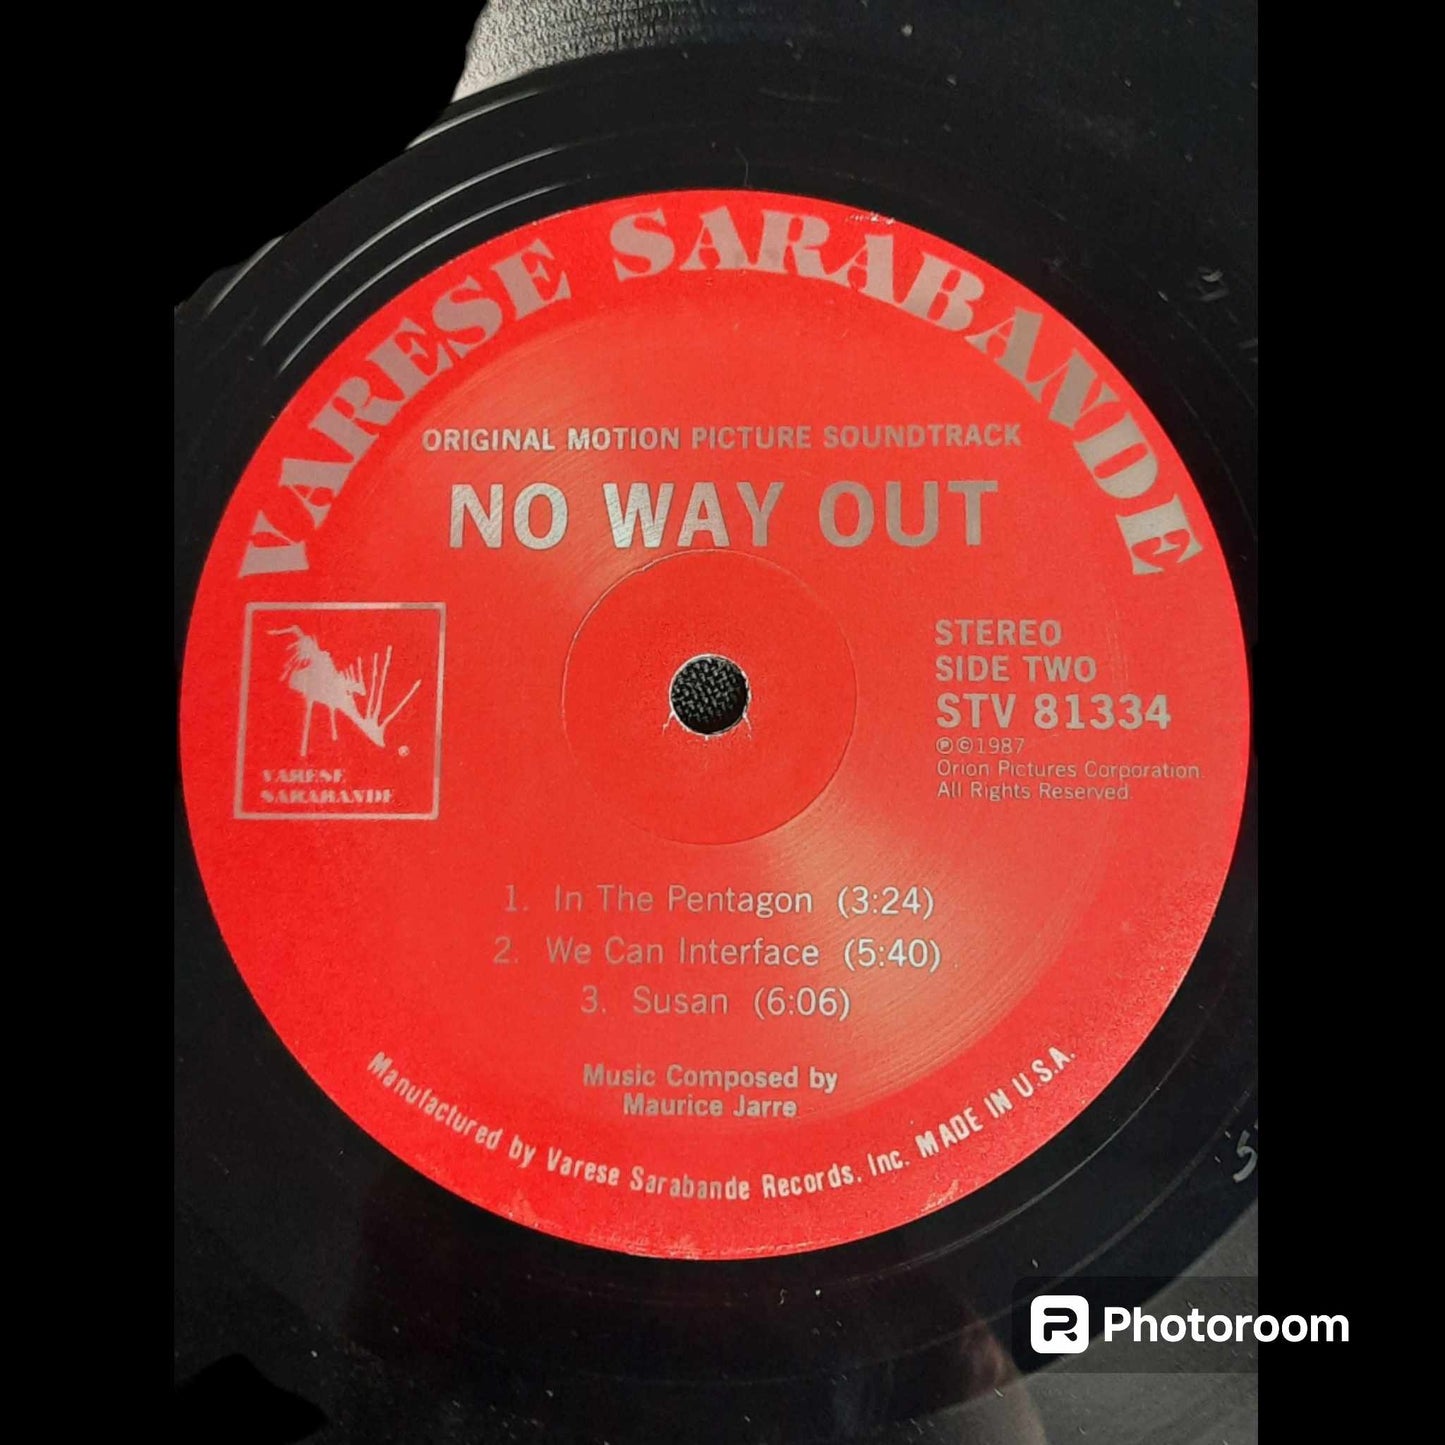 VARESE SARABANDE
ORIGINAL MOTION PICTURE SOUNDTRACK
NO WAY OUT
VARESE
SARABANDE
®
STEREO
SIDE TWO
STV 81334
℗©1987
Orion Pictures Corporation.
All Rights Reserved.
1. In The Pentagon (3:24)
2. We Can Interface (5:40)
3. Susan (6:06)
Music Composed by
Maurice Jarre
Manufactured by Varese Sarabande Records, Inc. MADE IN U.S.A.
Photoroom